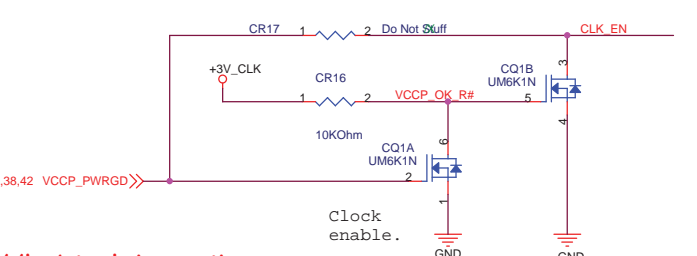 CR17 1 2 Do Not Stuff CLK_EN
+3V_CLK
CR16
CQ1B
UM6K1N
3
1 2 VCCP_OK_R# 5
4
10KOhm
6
CQ1A
UM6K1N
,38,42 VCCP_PWRGD 2
1
Clock
enable.
GND GND